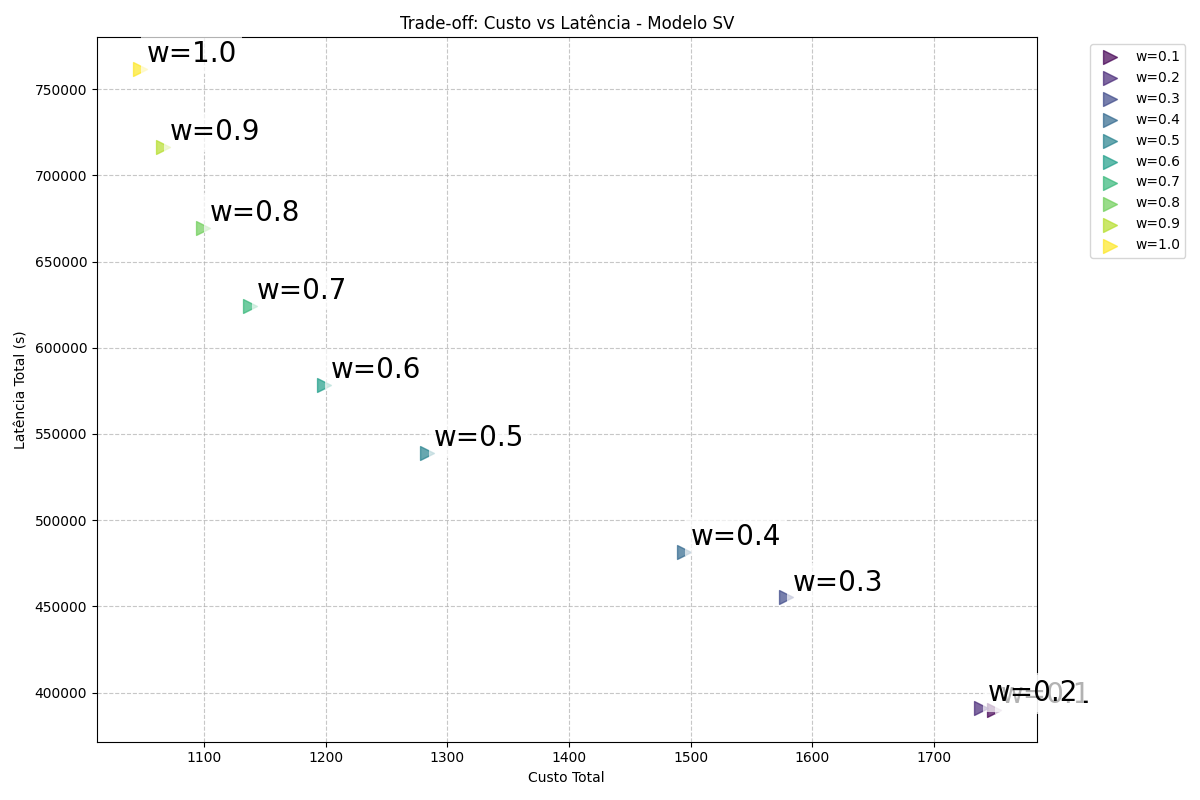 Trade-off: Custo vs Latência - Modelo SV
w=1.0
w=0.9
w=0.8
w=0.7
w=0.6
w=0.5
w=0.4
w=0.3
w=0.2
w=0.1
750000
700000
650000
600000
550000
500000
450000
400000
Latência Total (s)
1100 1200 1300 1400 1500 1600 1700
Custo Total
w=0.1
w=0.2
w=0.3
w=0.4
w=0.5
w=0.6
w=0.7
w=0.8
w=0.9
w=1.0